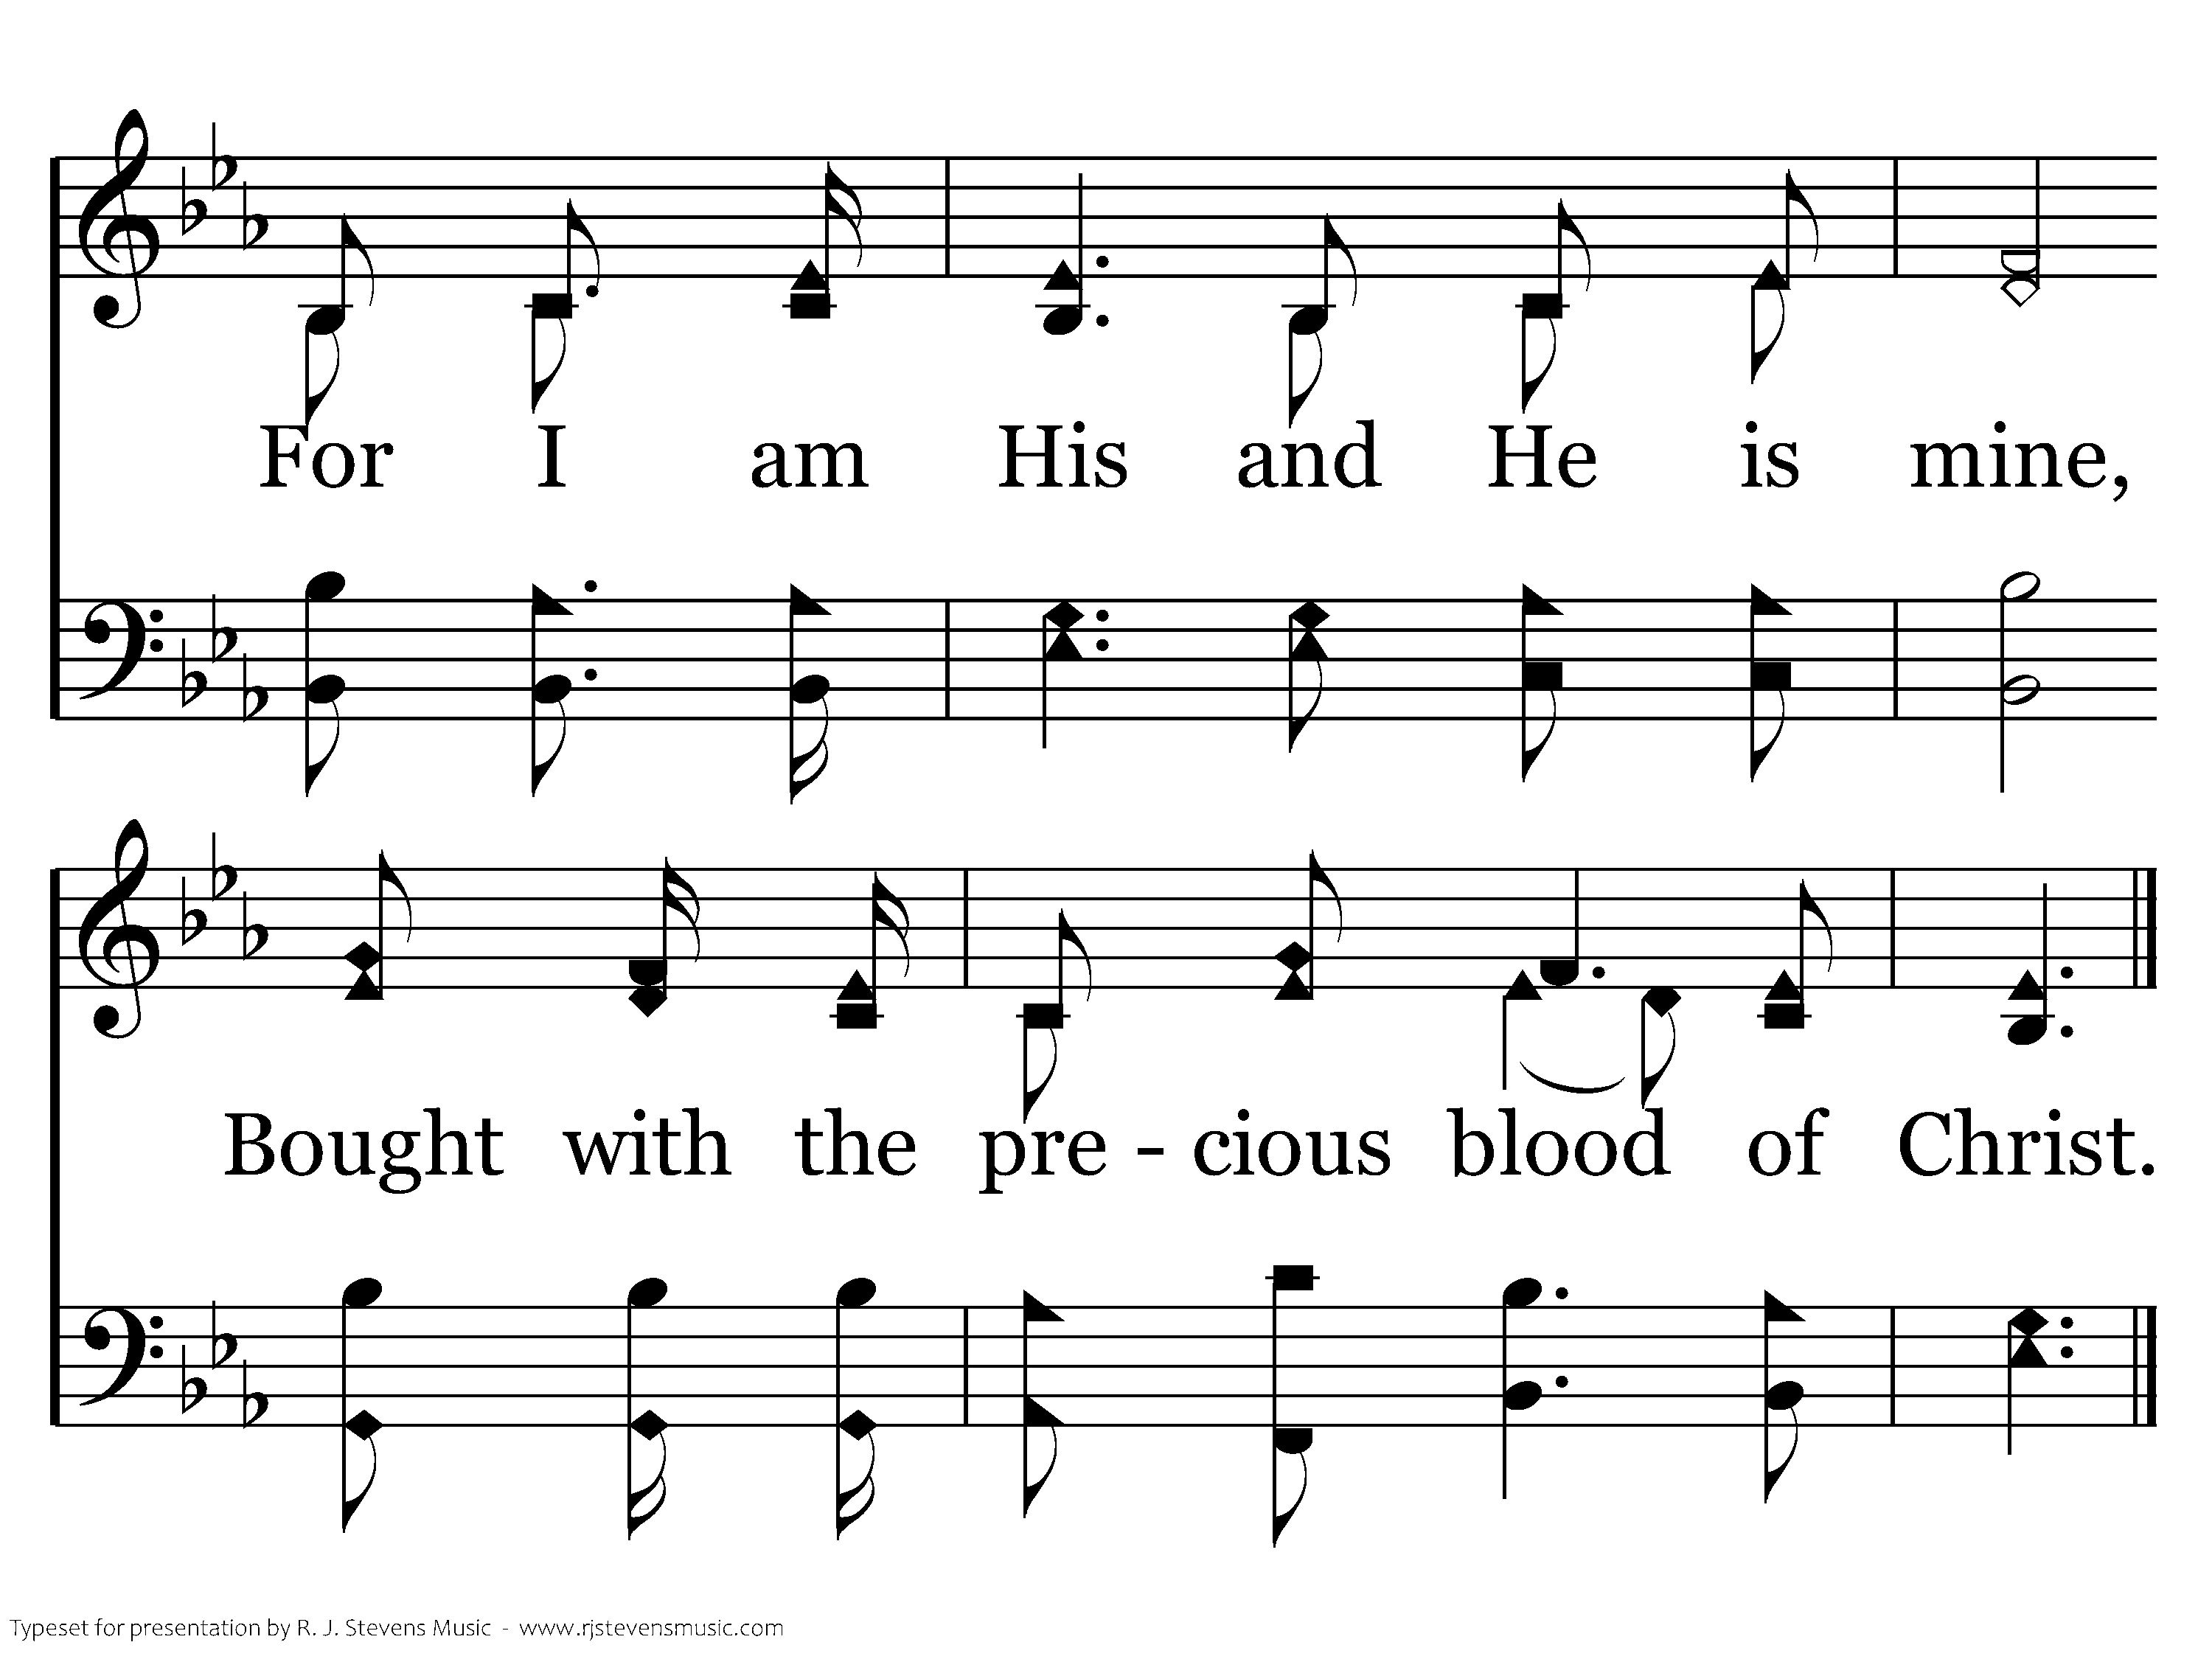 For I am His and He is mine,
Bought with the pre - cious blood of Christ.
Typeset for presentation by R. J. Stevens Music - www.rjstevensmusic.com